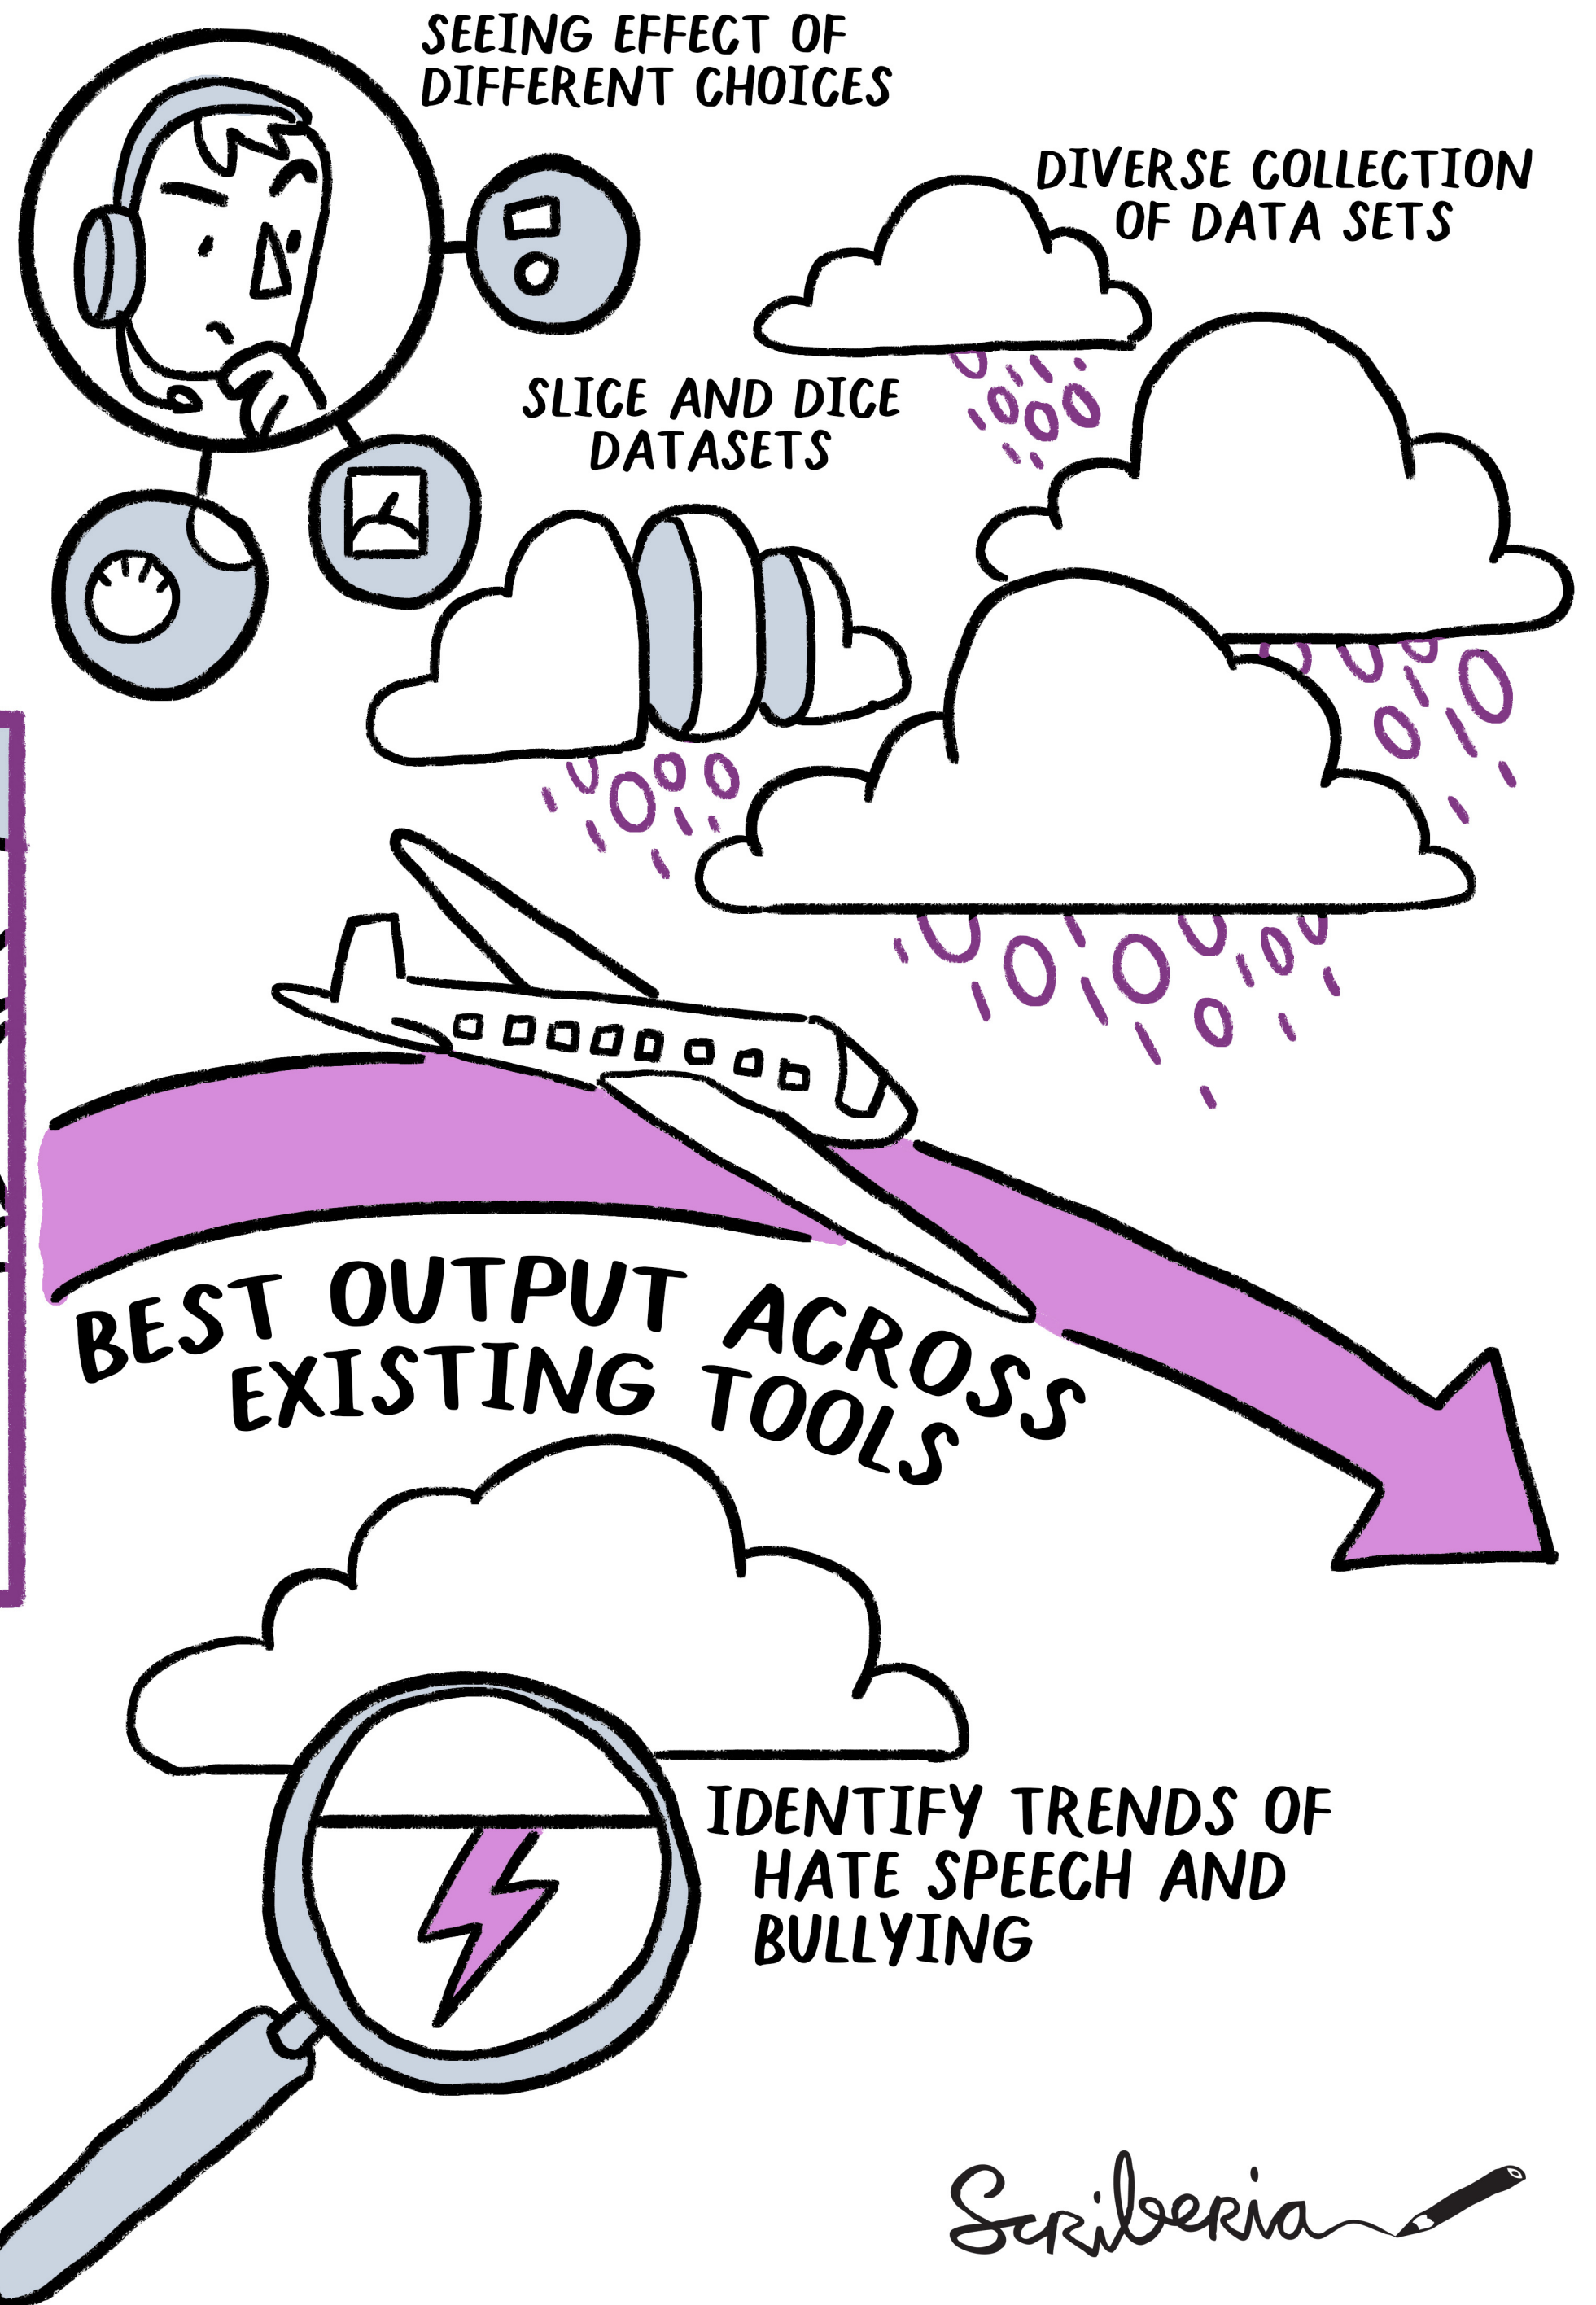 SEEING EFFECT OF
DIFFERENT CHOICES
DIVERSE COLLECTION
OF DATA SETS
SLICE AND DICE
DATASETS
BEST OUTPUT ACROSS
EXISTING TOOLS
IDENTIFY TRENDS OF
HATE SPEECH AND
BULLYING
Scriberia